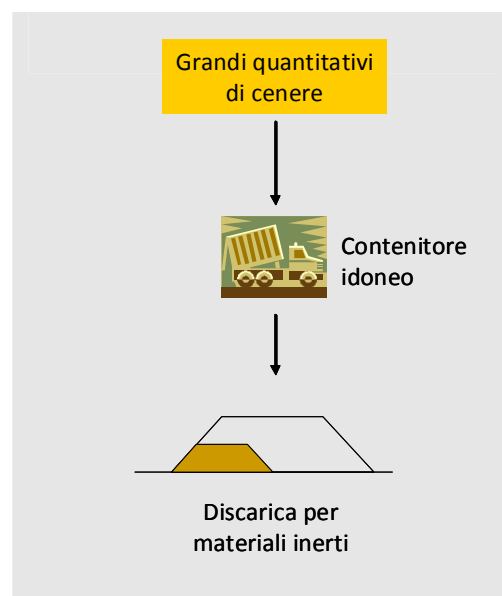 Grandi quantitativi
di cenere
Contenitore
idoneo
Discarica per
materiali inerti